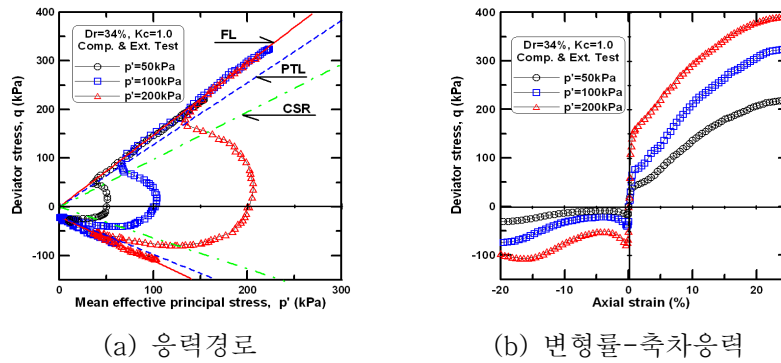 400
300
200
100
0
-100
Deviator stress, q (kPa)
Dr=34%, Kc=1.0
Comp. & Ext. Test
p'=50kPa
p'=100kPa
p'=200kPa
FL
PTL
CSR
0 100 200 300
Mean effective principal stress, p' (kPa)
(a) 응력경로
400
300
200
100
0
-100
Deviator stress, q (kPa)
Dr=34%, Kc=1.0
Comp. & Ext. Test
p'=50kPa
p'=100kPa
p'=200kPa
-20 -10 0 10 20
Axial strain (%)
(b) 변형률-축차응력